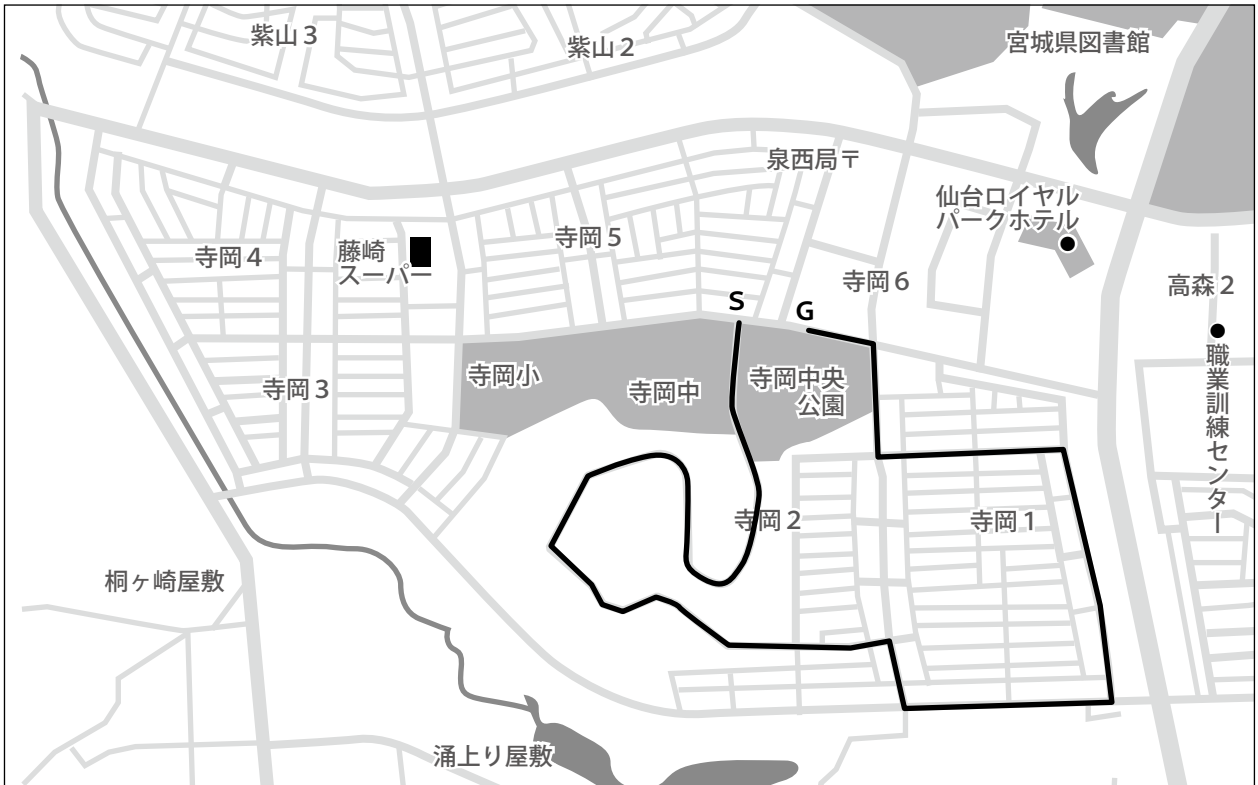 紫山３
紫山２
宮城県図書館
泉西局〒
仙台ロイヤル
パークホテル
寺岡５
寺岡４
藤崎
スーパー
寺岡６
高森２
S
G
職業訓練センター
寺岡小
寺岡中
寺岡中央
公園
寺岡３
寺岡２
寺岡１
桐ヶ崎屋敷
涌上り屋敷